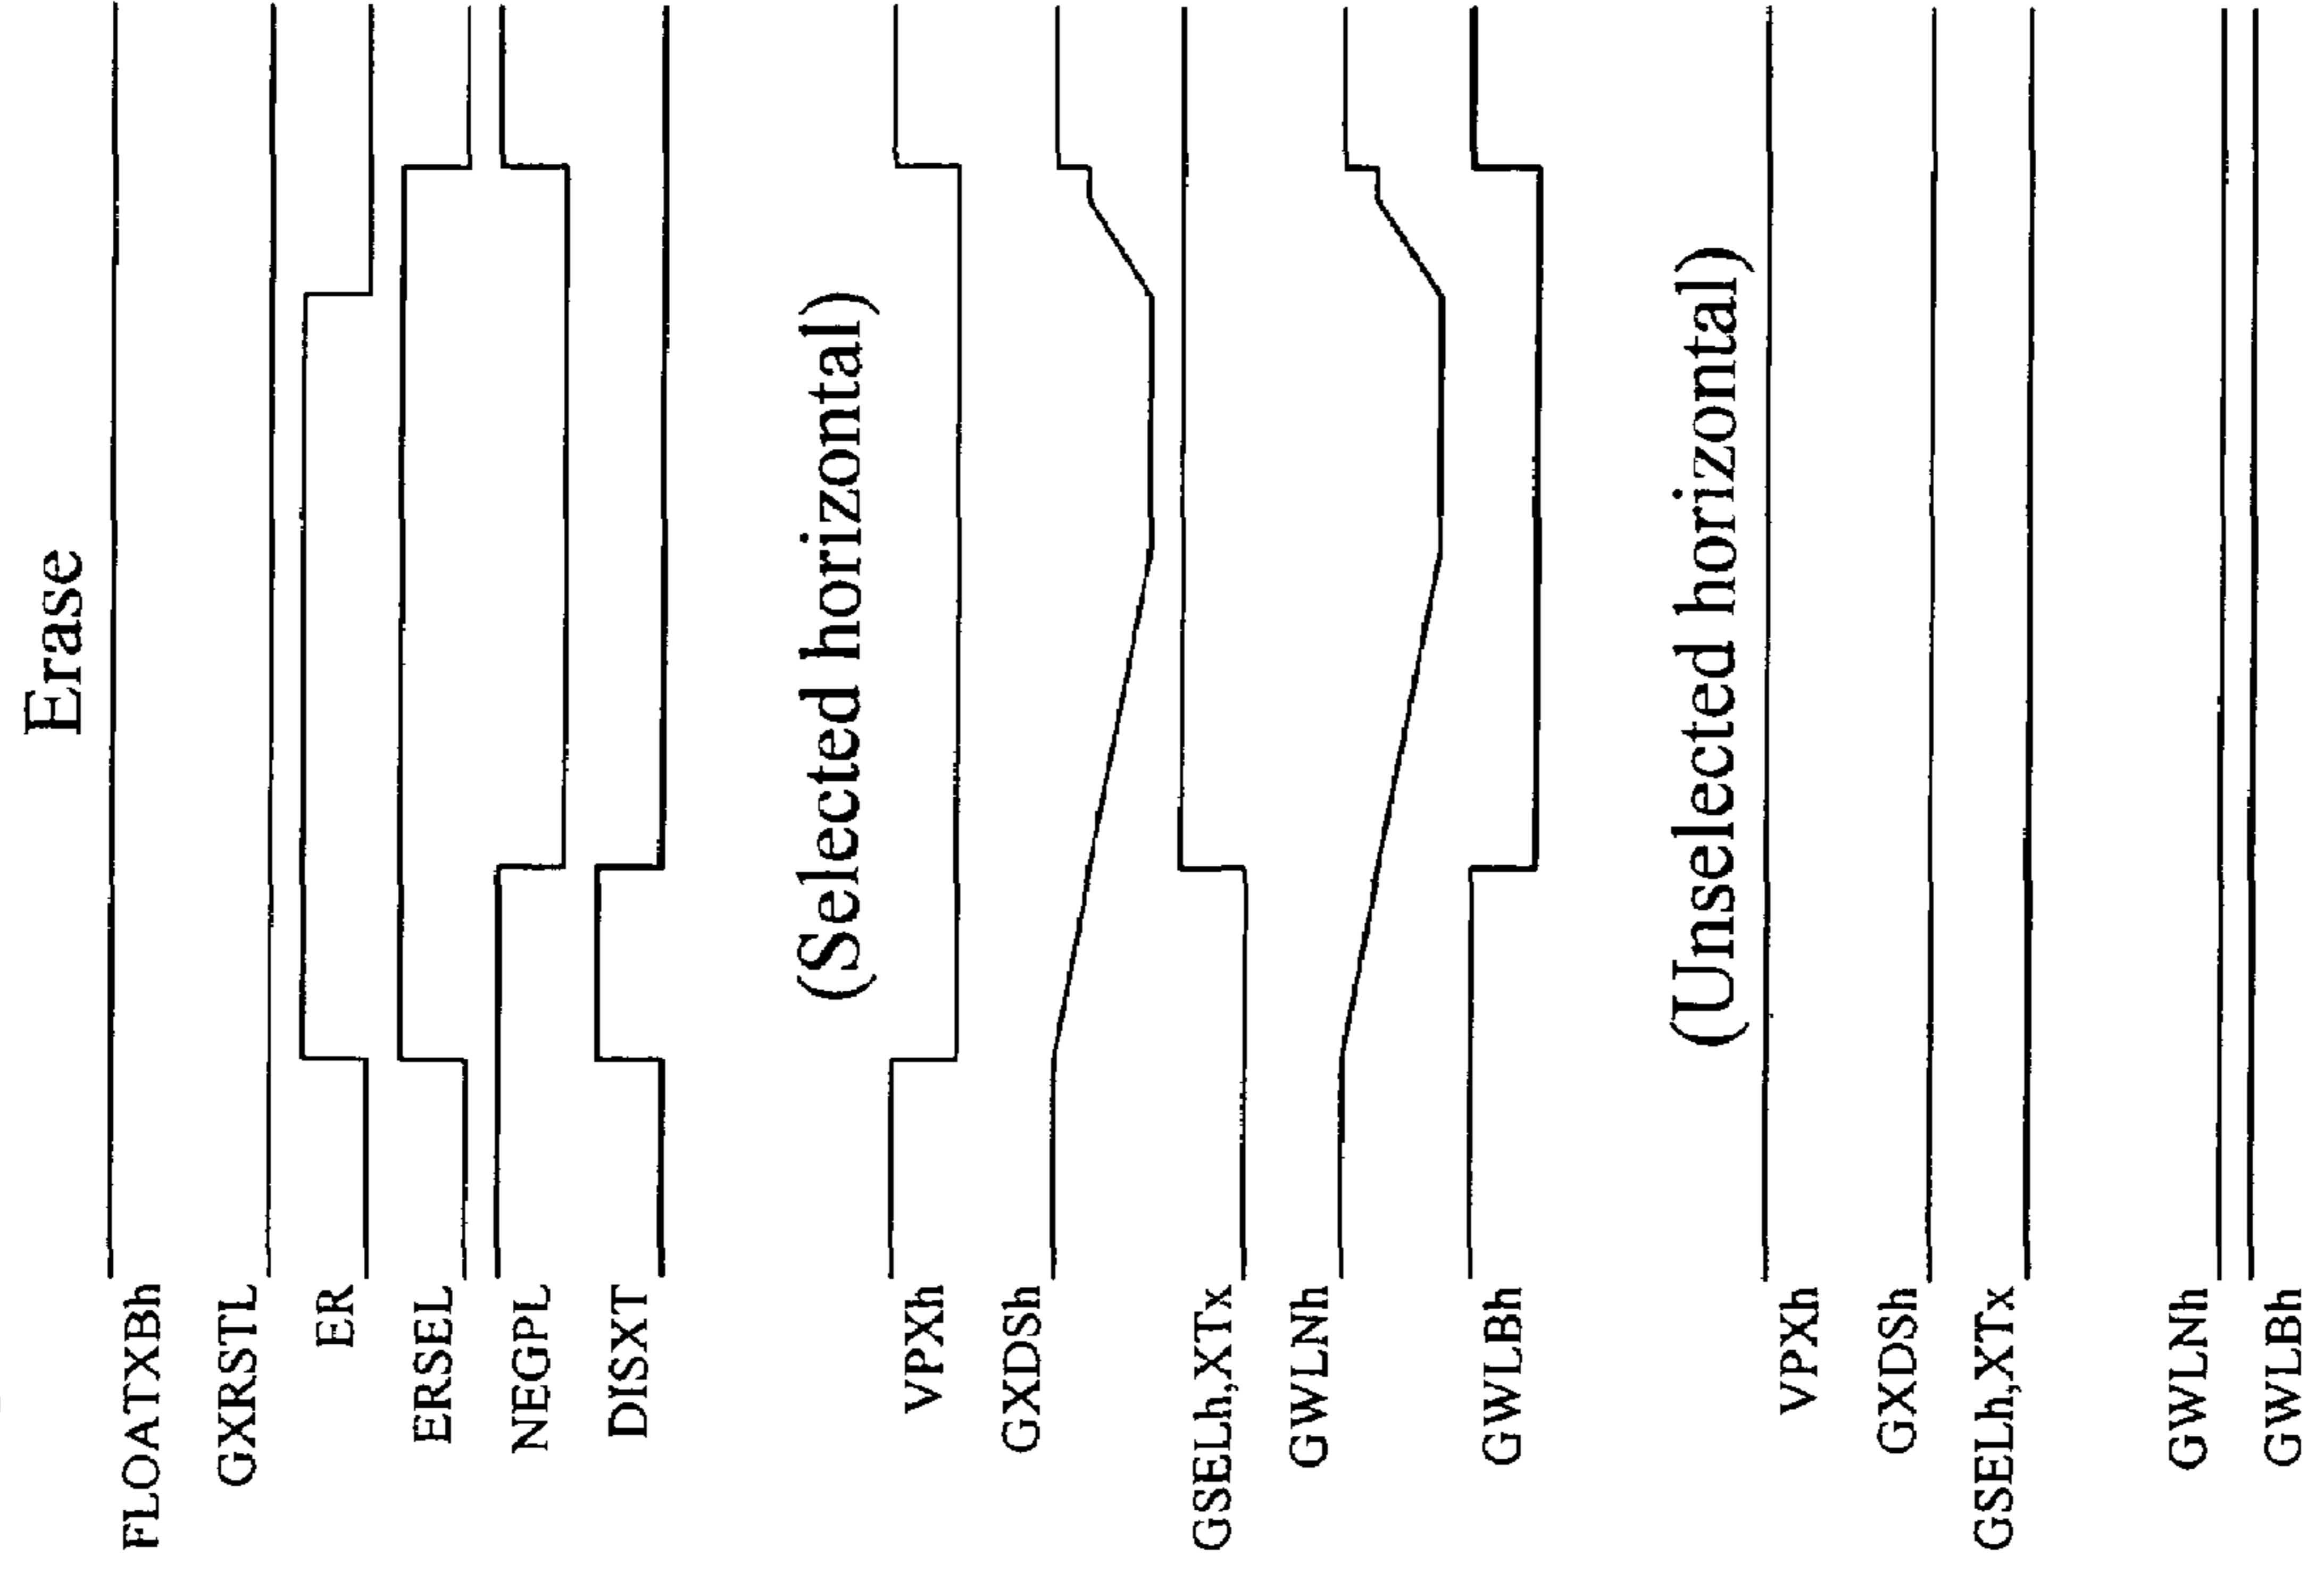 Erase
FLOATXBh
GXRSTL
ER
ERSEL
NEGPL
DISXT
(Selected horizontal)
VPXh
GXDSh
GSELh,XTx
GWLNh
GWLBh
(Unselected horizontal)
VPXh
GXDSh
GSELh,XTx
GWLNh
GWLBh